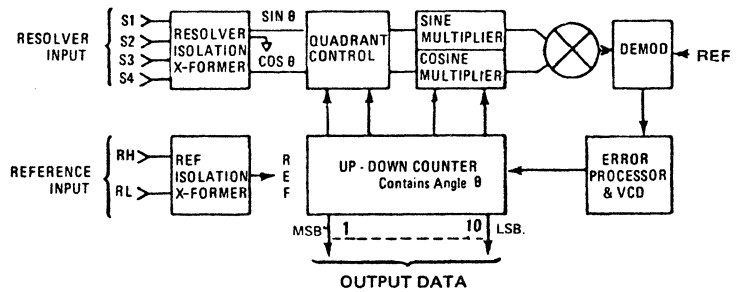 RESOLVER
INPUT
S1
S2
S3
S4
RESOLVER
ISOLATION
X-FORMER
SIN θ
COS θ
QUADRANT
CONTROL
SINE
MULTIPLIER
COSINE
MULTIPLIER
DEMOD
REF
REFERENCE
INPUT
RH
RL
REF
ISOLATION
X-FORMER
R
E
F
UP - DOWN COUNTER
Contains Angle θ
ERROR
PROCESSOR
& VCD
MSB
1
10
LSB.
OUTPUT DATA